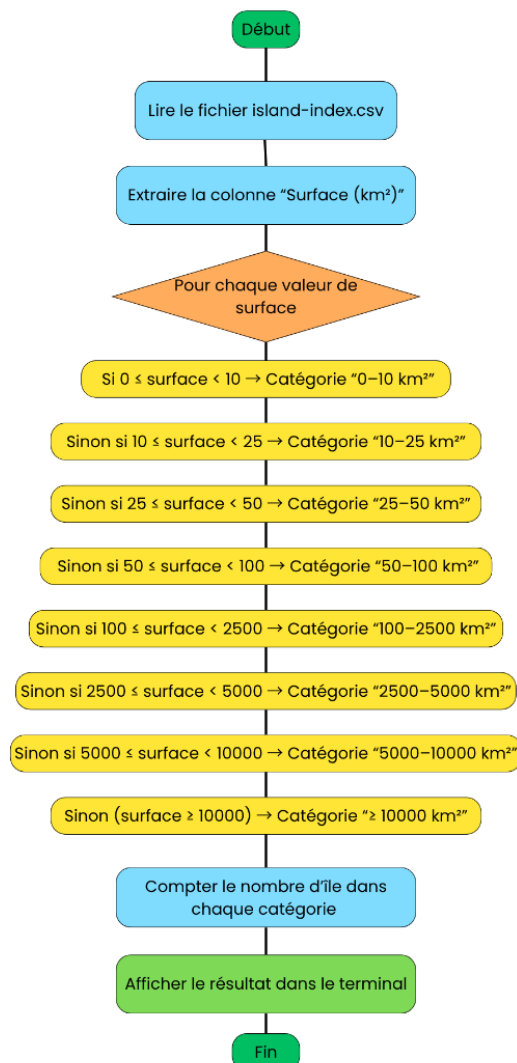 Début
Lire le fichier island-index.csv
Extraire la colonne “Surface (km²)”
Pour chaque valeur de
surface
Si 0 ≤ surface < 10 → Catégorie “0–10 km²”
Sinon si 10 ≤ surface < 25 → Catégorie “10–25 km²”
Sinon si 25 ≤ surface < 50 → Catégorie “25–50 km²”
Sinon si 50 ≤ surface < 100 → Catégorie “50–100 km²”
Sinon si 100 ≤ surface < 2500 → Catégorie “100–2500 km²”
Sinon si 2500 ≤ surface < 5000 → Catégorie “2500–5000 km²”
Sinon si 5000 ≤ surface < 10000 → Catégorie “5000–10000 km²”
Sinon (surface ≥ 10000) → Catégorie “≥ 10000 km²”
Compter le nombre d’île dans
chaque catégorie
Afficher le résultat dans le terminal
Fin